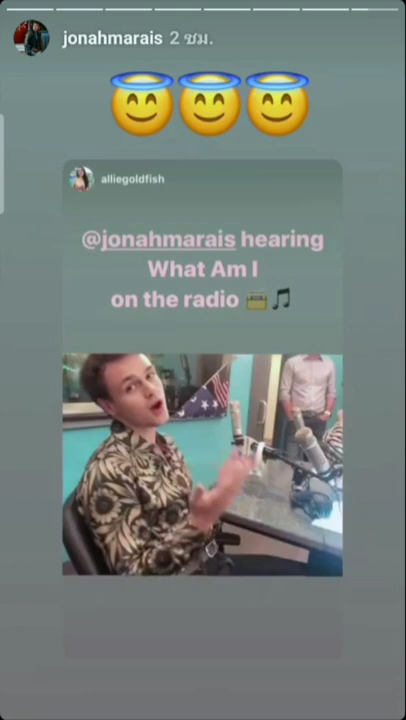 jonahmarais 2 ชม.
alliegoldfish
@jonahmarais hearing
What Am I
on the radio